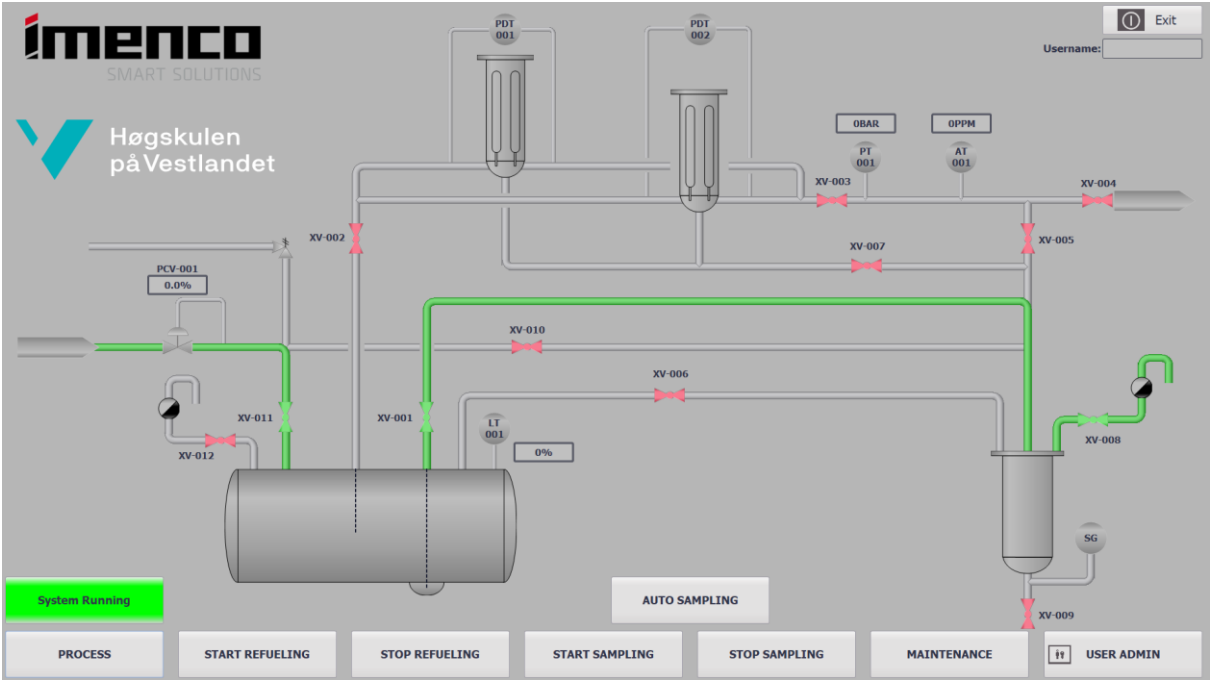 imenco
SMART SOLUTIONS
Høgskulen
på Vestlandet
Exit
Username:
PDT
001
PDT
002
0BAR
0PPM
PT
001
AT
001
XV-003
XV-004
XV-002
XV-005
XV-007
PCV-001
0.0%
XV-010
XV-006
XV-011
XV-001
LT
001
XV-008
XV-012
0%
SG
XV-009
System Running
AUTO SAMPLING
PROCESS
START REFUELING
STOP REFUELING
START SAMPLING
STOP SAMPLING
MAINTENANCE
USER ADMIN